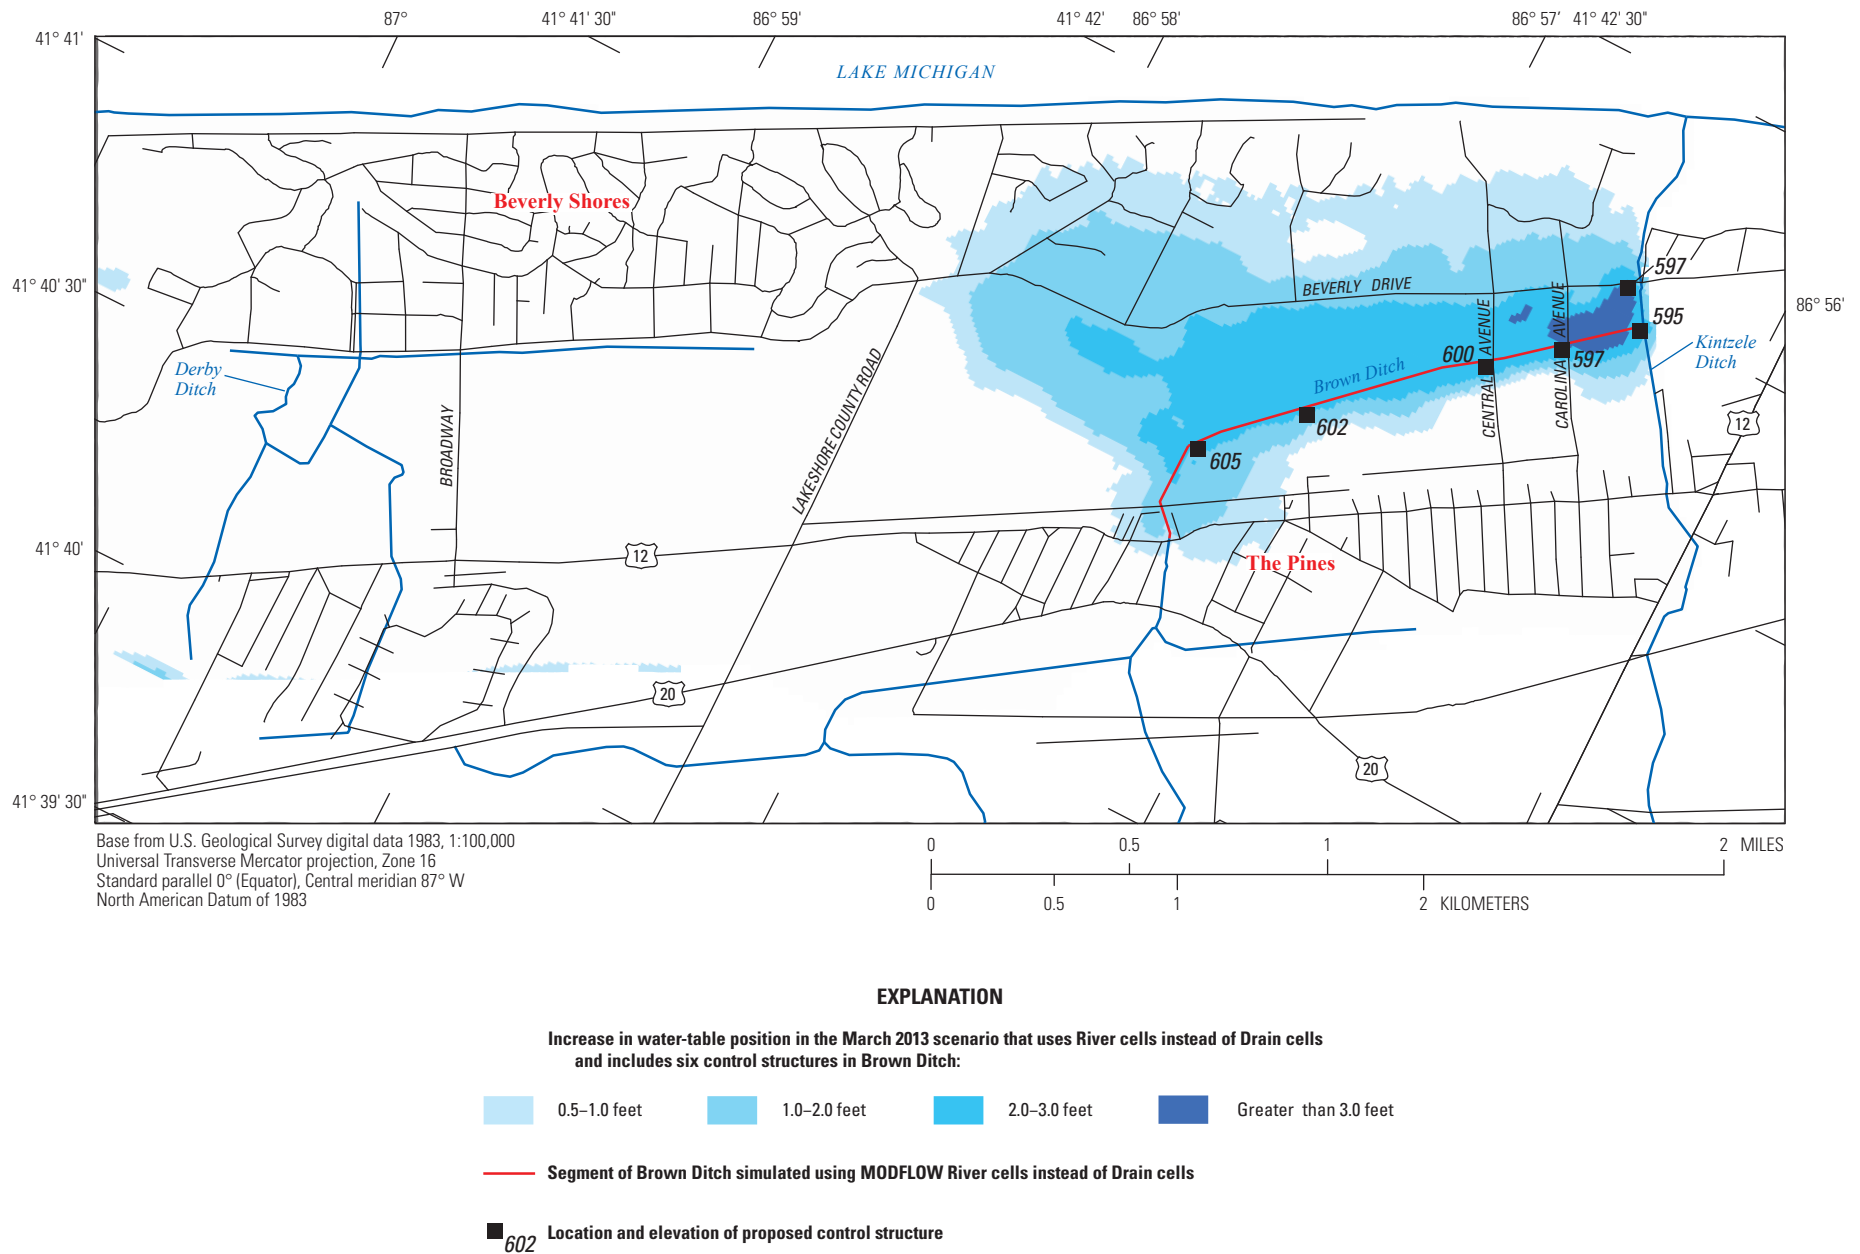 87°
41° 41' 30"
86° 59'
41° 42'
86° 58'
86° 57'
41° 42' 30"
41° 41'
LAKE MICHIGAN
Beverly Shores
41° 40' 30"
597
BEVERLY DRIVE
86° 56'
595
Kintzele
Ditch
CENTRAL AVENUE
CAROLINA AVENUE
600
597
Derby
Ditch
Brown Ditch
602
605
BROADWAY
LAKESHORE COUNTY ROAD
12
41° 40'
12
The Pines
20
20
41° 39' 30"
Base from U.S. Geological Survey digital data 1983, 1:100,000
Universal Transverse Mercator projection, Zone 16
Standard parallel 0° (Equator), Central meridian 87° W
North American Datum of 1983
0 0.5 1 2 MILES
0 0.5 1 2 KILOMETERS
EXPLANATION
Increase in water-table position in the March 2013 scenario that uses River cells instead of Drain cells
and includes six control structures in Brown Ditch:
0.5–1.0 feet
1.0–2.0 feet
2.0–3.0 feet
Greater than 3.0 feet
Segment of Brown Ditch simulated using MODFLOW River cells instead of Drain cells
602 Location and elevation of proposed control structure